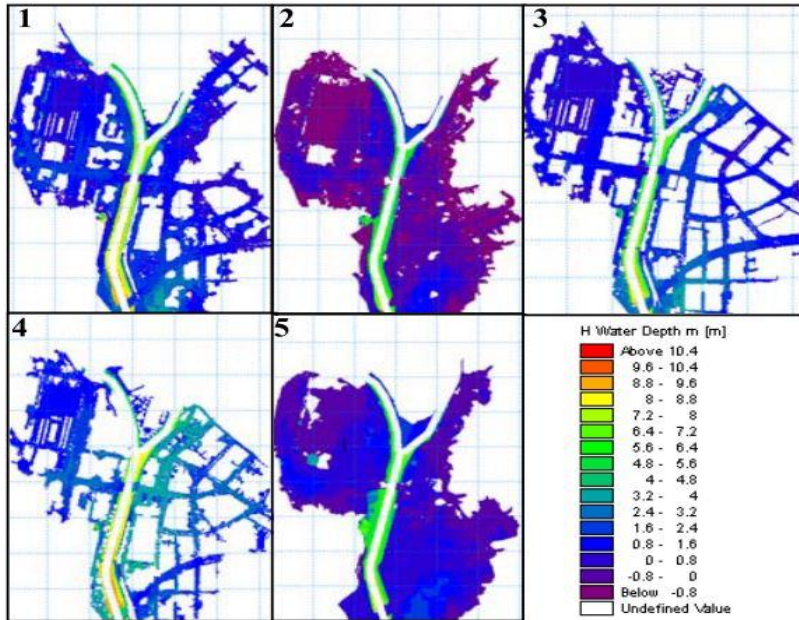 1
2
3
4
5
H Water Depth m [m]
Above 10.4
9.6 - 10.4
8.8 - 9.6
8 - 8.8
7.2 - 8
6.4 - 7.2
5.6 - 6.4
4.8 - 5.6
4 - 4.8
3.2 - 4
2.4 - 3.2
1.6 - 2.4
0.8 - 1.6
0 - 0.8
-0.8 - 0
Below -0.8
Undefined Value